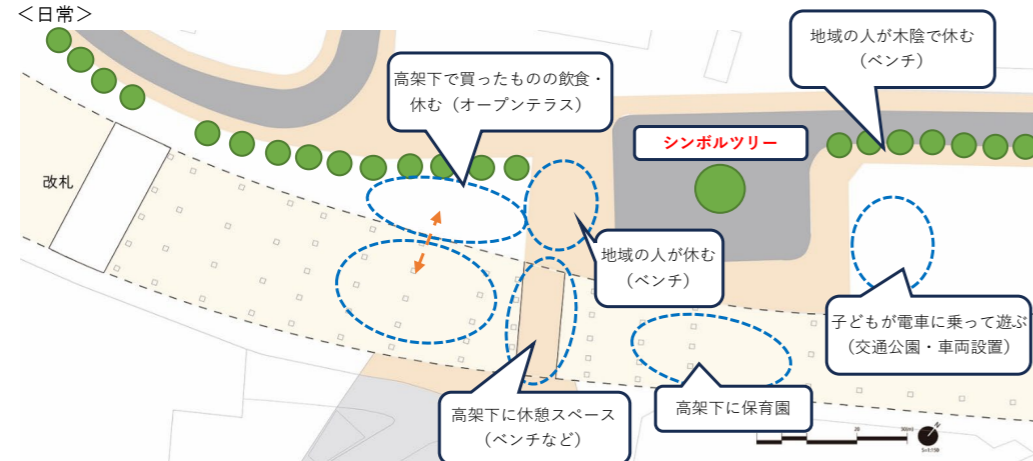 ＜日常＞
地域の人が木陰で休む
（ベンチ）
高架下で買ったものの飲食・
休む（オープンテラス）
シンボルツリー
改札
地域の人が休む
（ベンチ）
子どもが電車に乗って遊ぶ
（交通公園・車両設置）
高架下に休憩スペース
（ベンチなど）
高架下に保育園
20
N